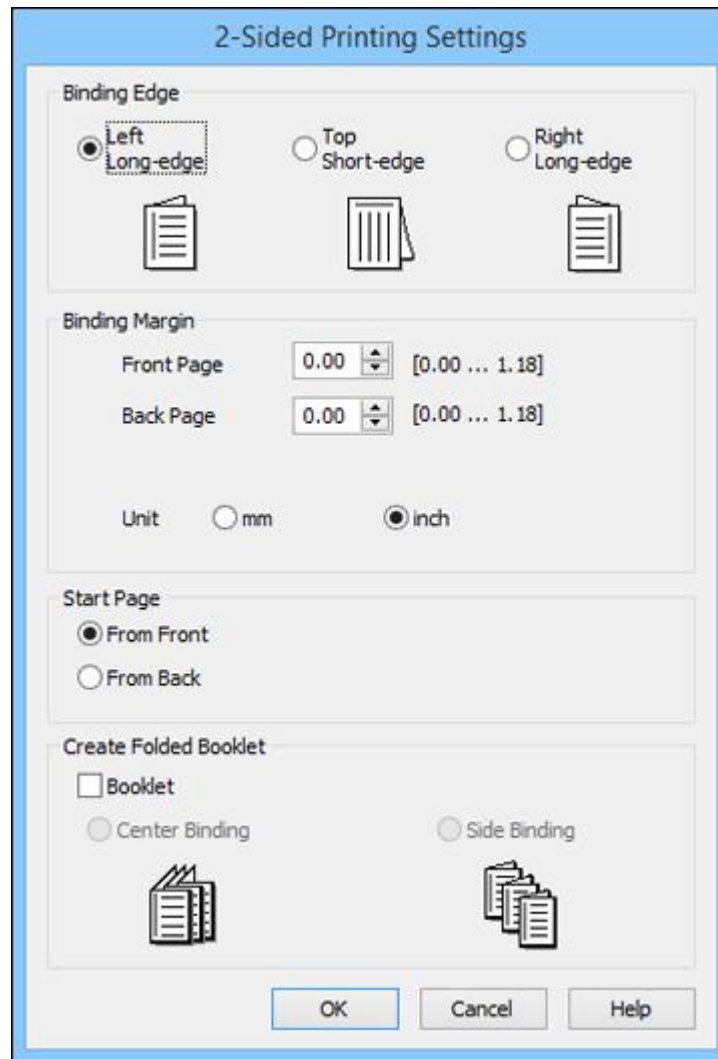 2-Sided Printing Settings
Binding Edge
Left
Long-edge
Top
Short-edge
Right
Long-edge
Binding Margin
Front Page 0.00 [0.00 ... 1.18]
Back Page 0.00 [0.00 ... 1.18]
Unit mm inch
Start Page
From Front
From Back
Create Folded Booklet
Booklet
Center Binding Side Binding
OK Cancel Help